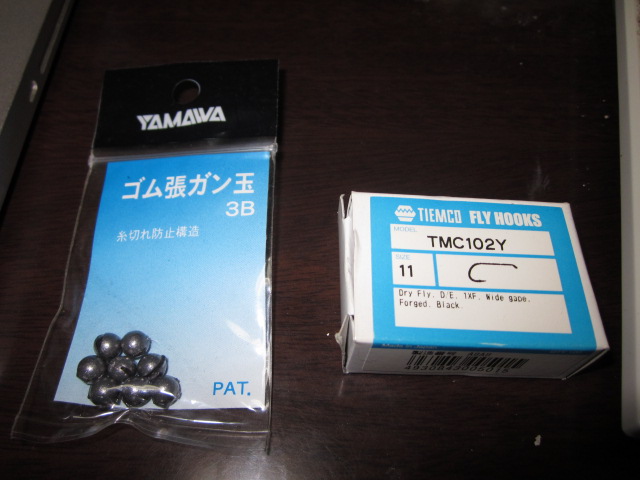 YAMAWA
ゴム張ガン玉
3B
糸切れ防止構造
PAT.
TIEMCO FLY HOOKS
MODEL
TMC102Y
SIZE
11
Dry Fly. D/E. 1XF. Wide gape.
Forged. Black